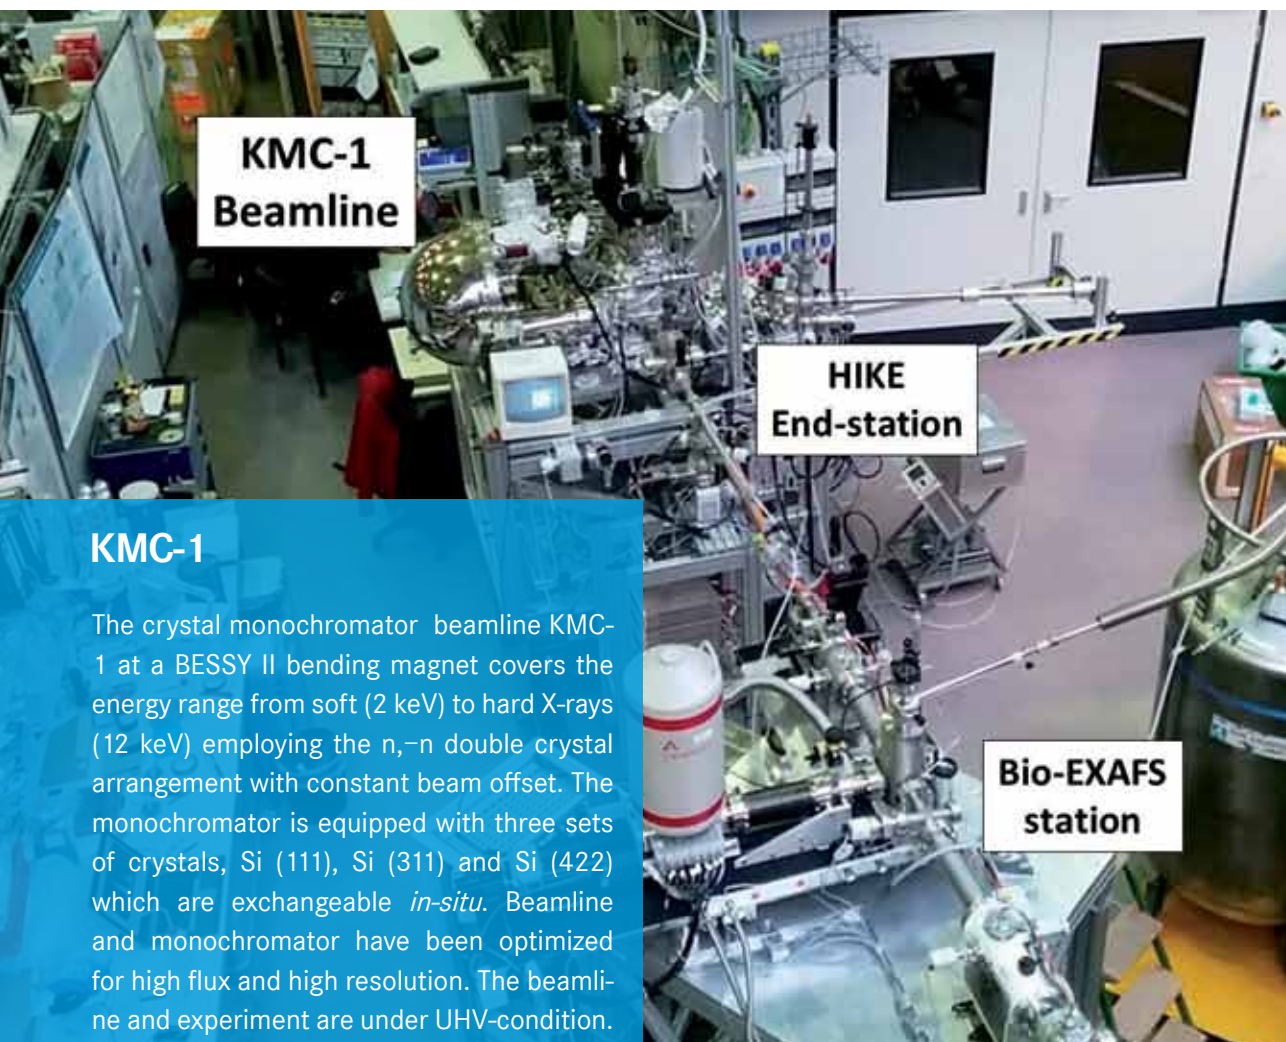 KMC-1
Beamline
HIKE
End-station
KMC-1
The crystal monochromator beamline KMC-
1 at a BESSY II bending magnet covers the
energy range from soft (2 keV) to hard X-rays
(12 keV) employing the n,−n double crystal
arrangement with constant beam offset. The
monochromator is equipped with three sets
of crystals, Si (111), Si (311) and Si (422)
which are exchangeable in-situ. Beamline
and monochromator have been optimized
for high flux and high resolution. The beamli-
ne and experiment are under UHV-condition.
Bio-EXAFS
station